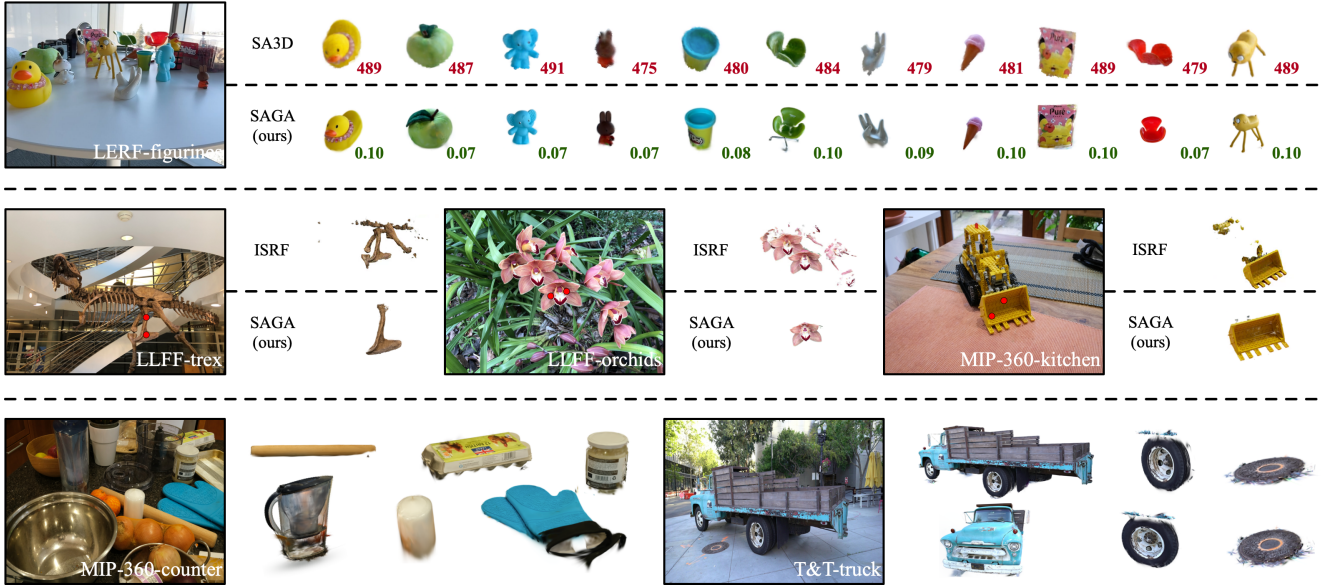 SA3D
489 487 491 475 480 484 479 481 489 479 489
SAGA
(ours)
0.10 0.07 0.07 0.07 0.08 0.10 0.09 0.10 0.10 0.07 0.10
LERF-figurines
Pure
Pure
ISRF
ISRF
ISRF
SAGA
(ours)
SAGA
(ours)
SAGA
(ours)
LLFF-trex
LLFF-orchids
MIP-360-kitchen
MIP-360-counter
T&T-truck